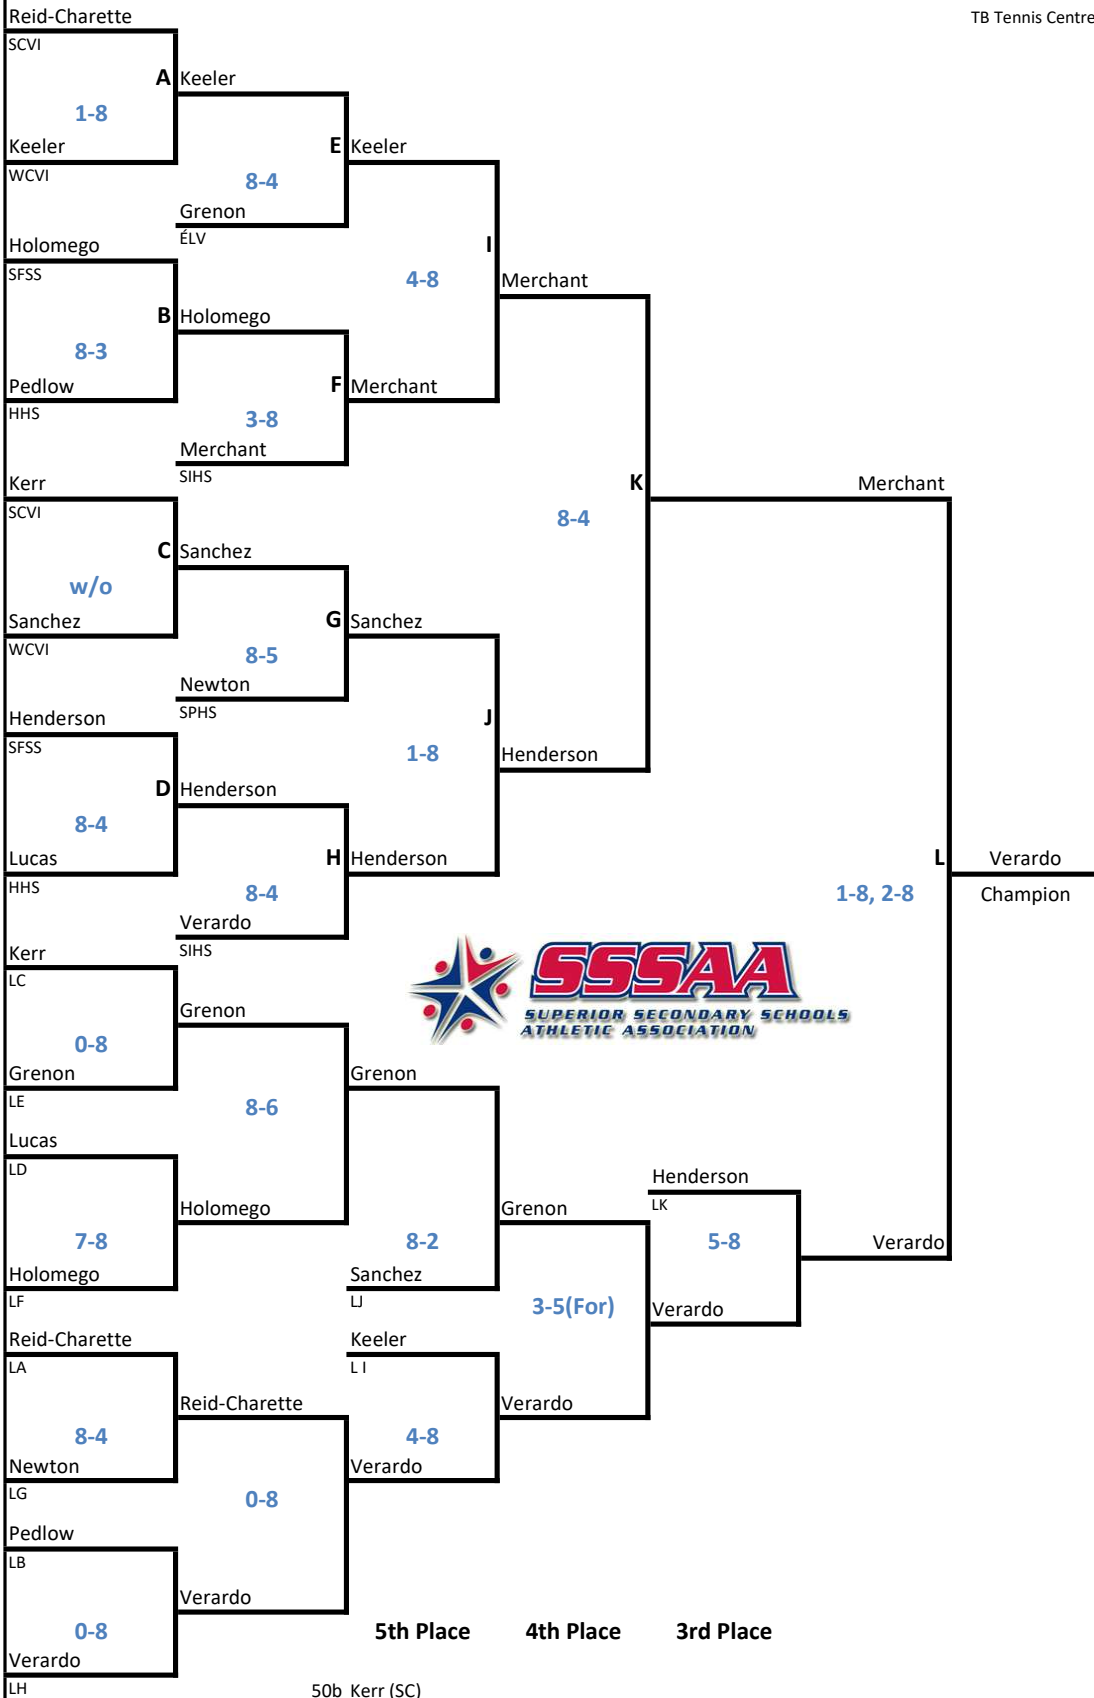 Reid-Charette
TB Tennis Centre
SCVI
A Keeler
1-8
Keeler
E Keeler
WCVI
8-4
Grenon
ÉLV
Holomego
I
SFSS
4-8
Merchant
B Holomego
8-3
Pedlow
F Merchant
HHS
3-8
Merchant
SIHS
Kerr
K
Merchant
SCVI
8-4
C Sanchez
w/o
Sanchez
G Sanchez
WCVI
8-5
Newton
SPHS
Henderson
J
SFSS
1-8
Henderson
D Henderson
8-4
Lucas
H Henderson
L Verardo
HHS
8-4
1-8, 2-8
Champion
Verardo
SIHS
Kerr
SSSAA
SUPERIOR SECONDARY SCHOOLS
ATHLETIC ASSOCIATION
LC
Grenon
0-8
Grenon
Grenon
LE
8-6
Lucas
LD
Henderson
LK
Holomego
Grenon
7-8
8-2
5-8
Verardo
Holomego
Sanchez
LF
LJ
3-5(For)
Verardo
Reid-Charette
Keeler
LA
L I
Reid-Charette
Verardo
8-4
4-8
Newton
Verardo
LG
0-8
Pedlow
LB
Verardo
0-8
5th Place 4th Place 3rd Place
Verardo
LH
50b Kerr (SC)